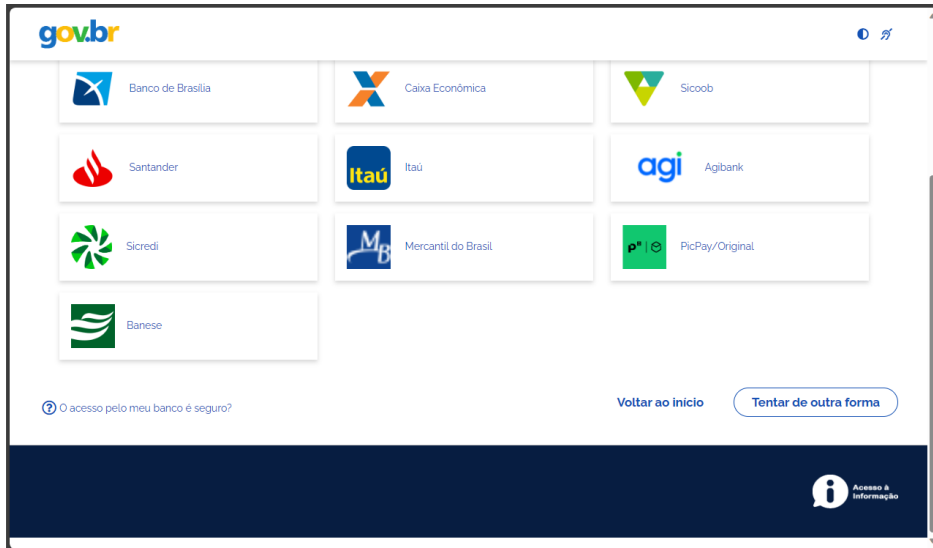 gov.br
Banco de Brasília
Caixa Econômica
Sicoob
Santander
Itaú
Itaú
agi
Agibank
Sicredi
MB
Mercantil do Brasil
PicPay/Original
Banese
? O acesso pelo meu banco é seguro?
Voltar ao início
Tentar de outra forma
i
Acesso à
Informação